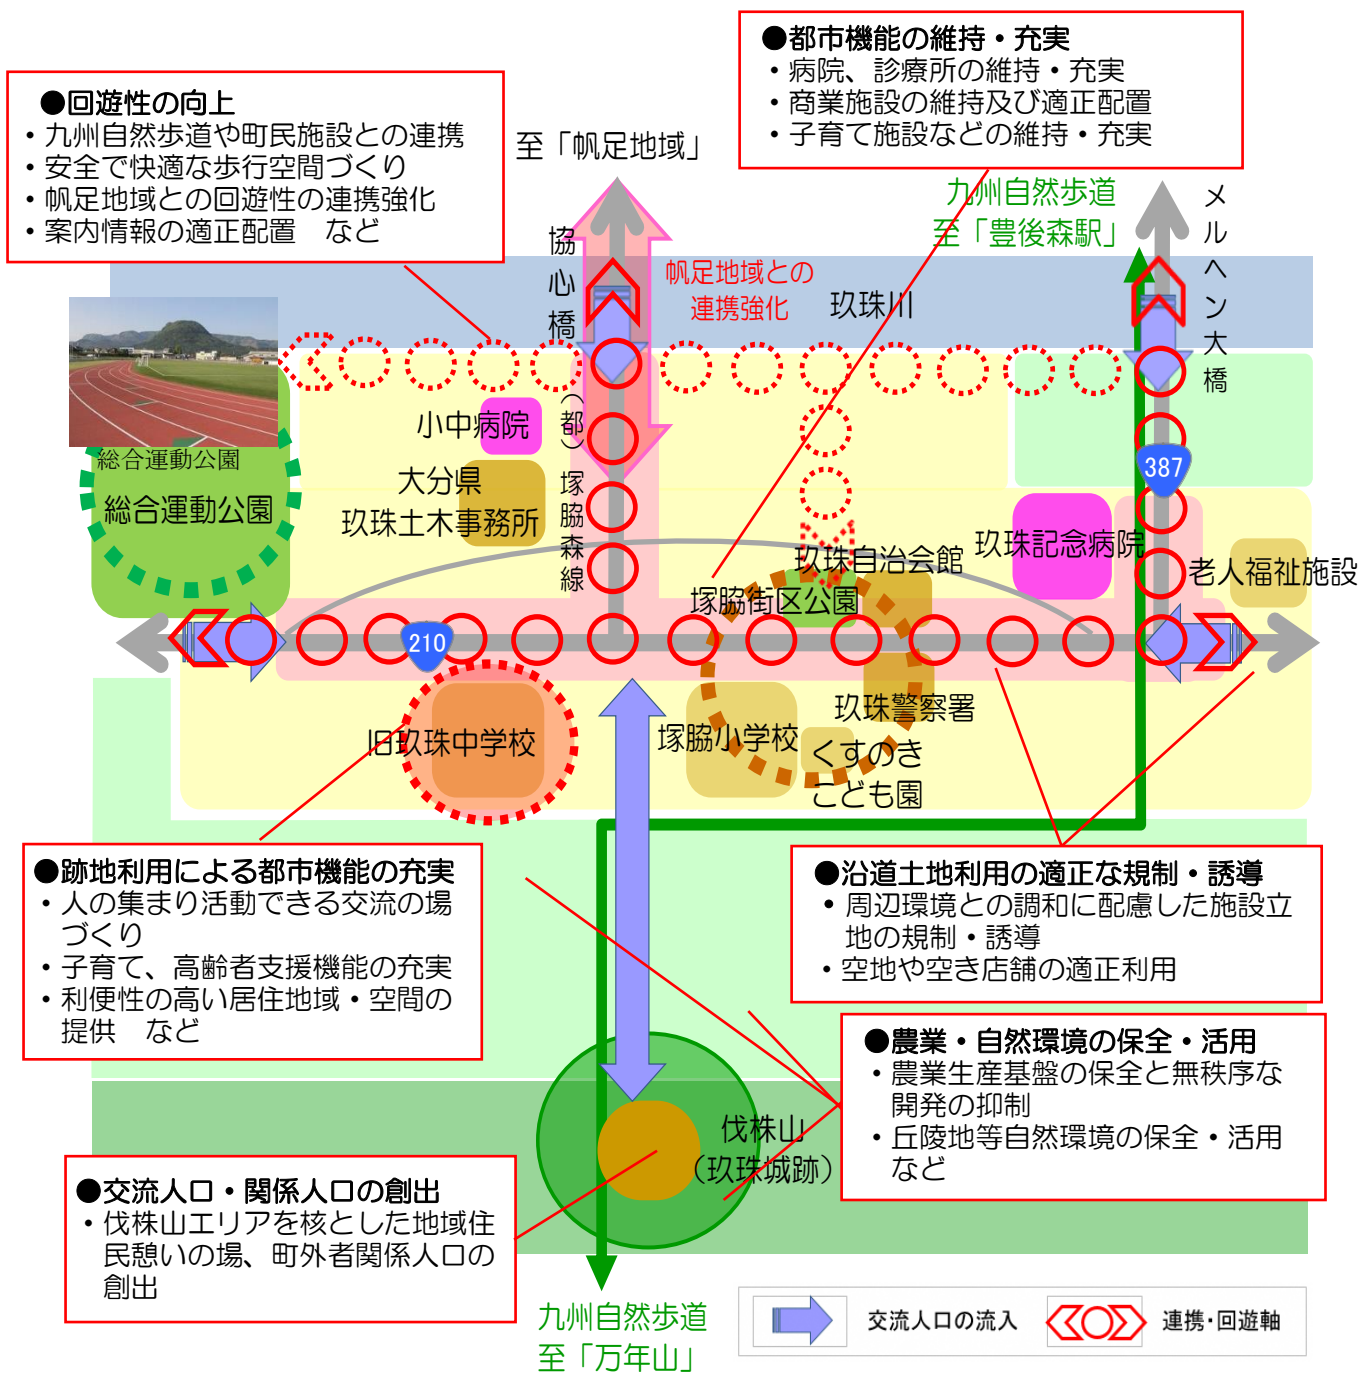 ●都市機能の維持・充実
・病院、診療所の維持・充実
・商業施設の維持及び適正配置
・子育て施設などの維持・充実
●回遊性の向上
・九州自然歩道や町民施設との連携
・安全で快適な歩行空間づくり
・帆足地域との回遊性の連携強化
・案内情報の適正配置　など
至「帆足地域」
九州自然歩道
至「豊後森駅」
メルヘン大橋
協心橋
帆足地域との
連携強化
玖珠川
（都）塚脇森線
小中病院
大分県
玖珠土木事務所
総合運動公園
総合運動公園
387
玖珠記念病院
玖珠自治会館
老人福祉施設
塚脇街区公園
210
旧玖珠中学校
塚脇小学校
玖珠警察署
くすのき
こども園
●跡地利用による都市機能の充実
・人の集まり活動できる交流の場
づくり
・子育て、高齢者支援機能の充実
・利便性の高い居住地域・空間の
提供　など
●沿道土地利用の適正な規制・誘導
・周辺環境との調和に配慮した施設立
地の規制・誘導
・空地や空き店舗の適正利用
●農業・自然環境の保全・活用
・農業生産基盤の保全と無秩序な
開発の抑制
・丘陵地等自然環境の保全・活用
など
伐株山
（玖珠城跡）
●交流人口・関係人口の創出
・伐株山エリアを核とした地域住
民憩いの場、町外者関係人口の
創出
九州自然歩道
至「万年山」
交流人口の流入
連携・回遊軸